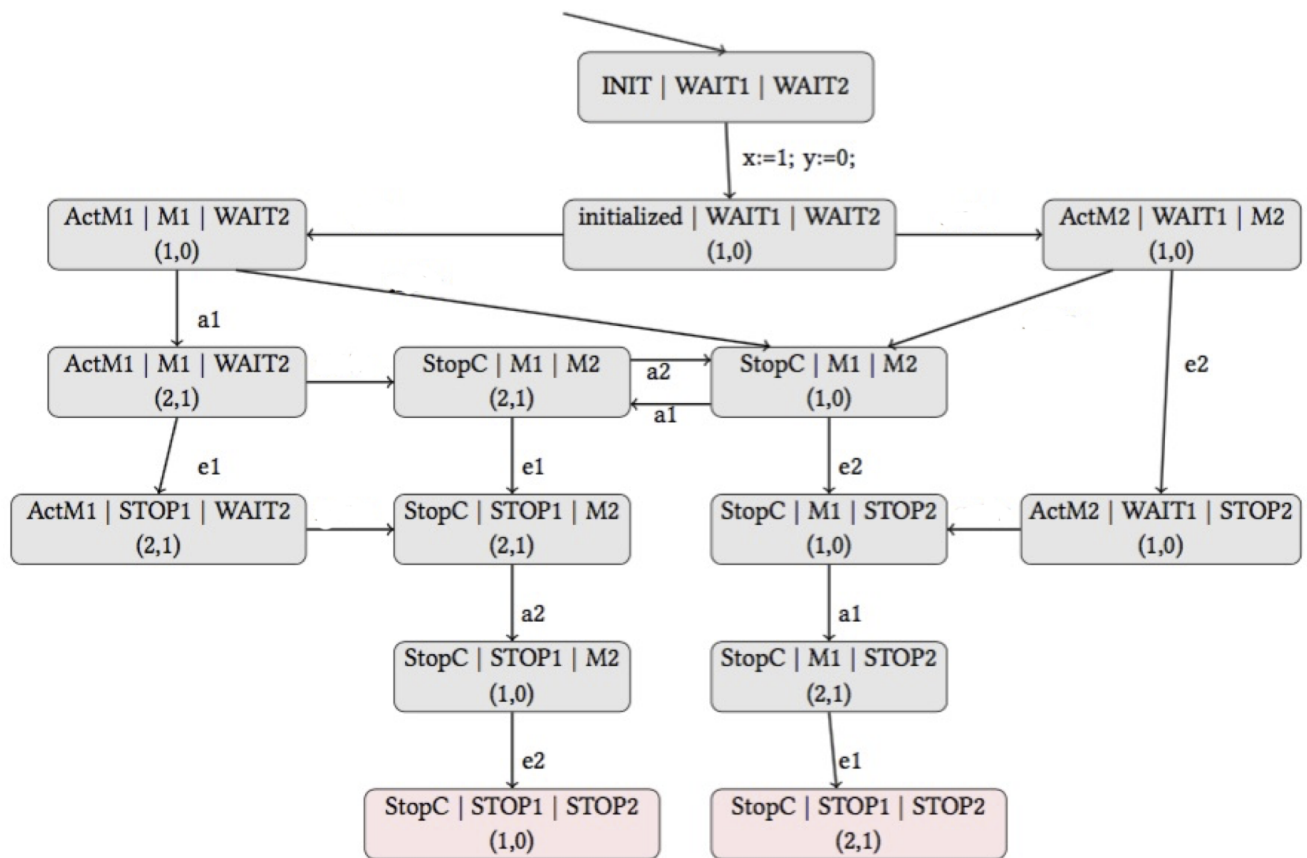 INIT | WAIT1 | WAIT2
x:=1; y:=0;
ActM1 | M1 | WAIT2
(1,0)
initialized | WAIT1 | WAIT2
(1,0)
ActM2 | WAIT1 | M2
(1,0)
a1
ActM1 | M1 | WAIT2
(2,1)
StopC | M1 | M2
(2,1)
a2
a1
StopC | M1 | M2
(1,0)
e2
e1
e1
e2
ActM1 | STOP1 | WAIT2
(2,1)
StopC | STOP1 | M2
(2,1)
StopC | M1 | STOP2
(1,0)
ActM2 | WAIT1 | STOP2
(1,0)
a2
a1
StopC | STOP1 | M2
(1,0)
StopC | M1 | STOP2
(2,1)
e2
e1
StopC | STOP1 | STOP2
(1,0)
StopC | STOP1 | STOP2
(2,1)